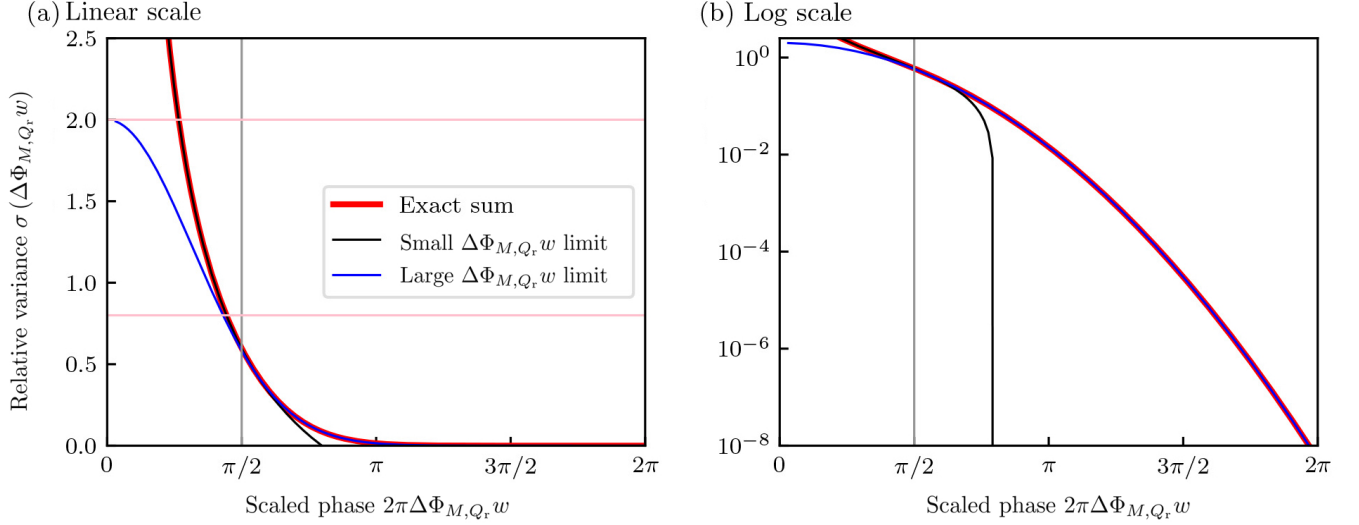 (a) Linear scale
2.5
2.0
1.5
1.0
0.5
0.0
Relative variance σ (ΔΦ_{M,Q_r} w)
0 π/2 π 3π/2 2π
Scaled phase 2πΔΦ_{M,Q_r} w
Exact sum
Small ΔΦ_{M,Q_r} w limit
Large ΔΦ_{M,Q_r} w limit
(b) Log scale
10^0
10^{-2}
10^{-4}
10^{-6}
10^{-8}
0 π/2 π 3π/2 2π
Scaled phase 2πΔΦ_{M,Q_r} w